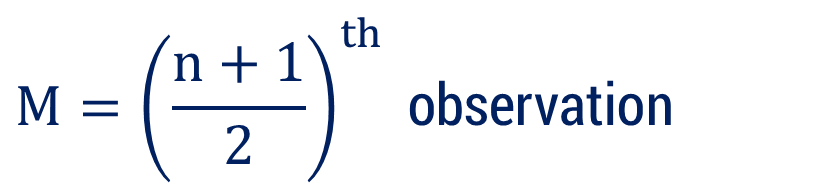 M = ((n + 1)/2)^th observation